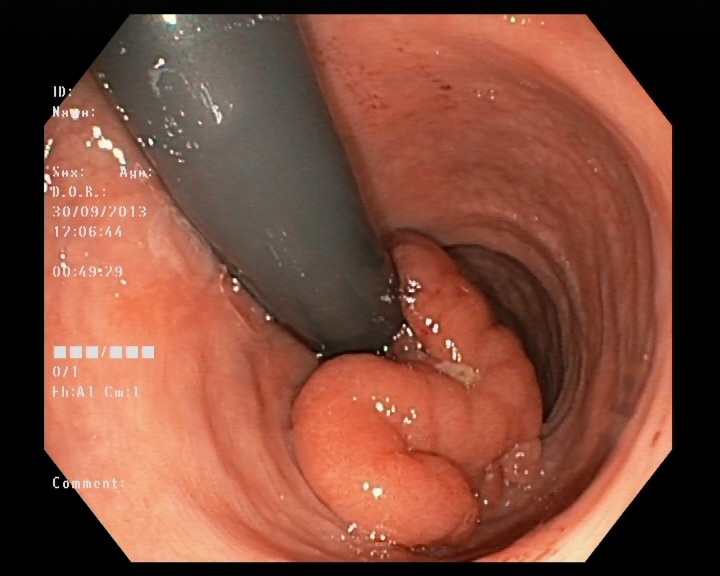 ID:
Name:
Sex: Age:
D.O.B.:
30/09/2013
12:06:44
00:49:29
■■■/■■■
0/1
Eh:A1 Cm:1
Comment: